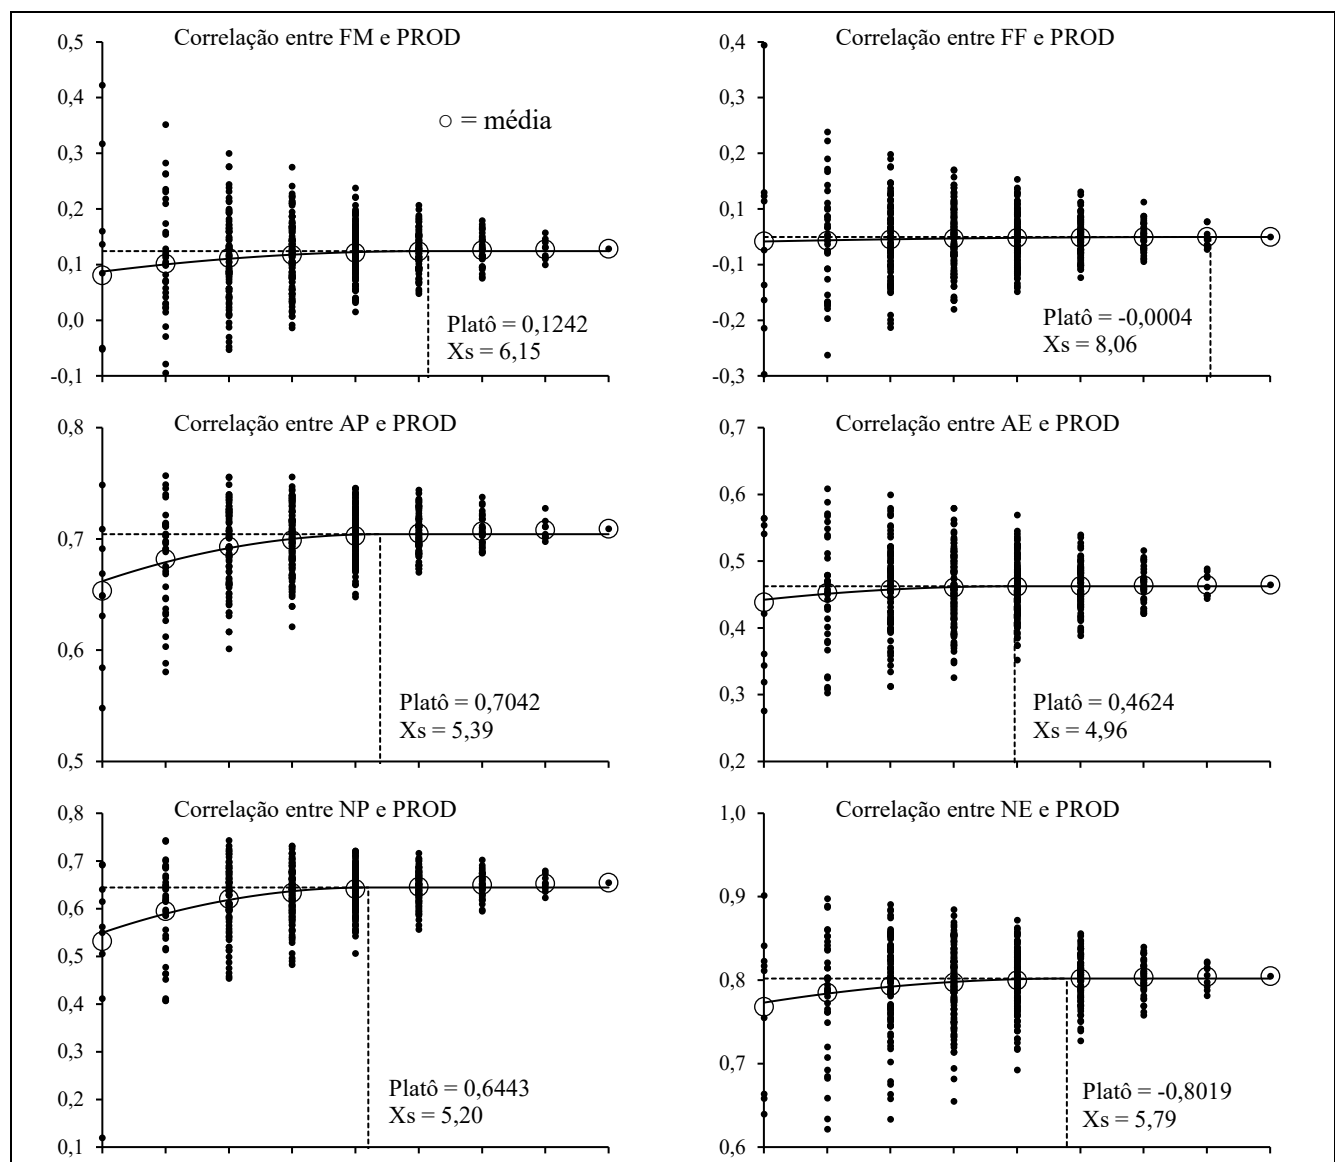 Correlação entre FM e PROD
0,5
0,4
0,3
0,2
0,1
0,0
-0,1
○ = média
Platô = 0,1242
Xs = 6,15
Correlação entre FF e PROD
0,4
0,3
0,2
0,1
-0,1
-0,2
-0,3
Platô = -0,0004
Xs = 8,06
Correlação entre AP e PROD
0,8
0,7
0,6
0,5
Platô = 0,7042
Xs = 5,39
Correlação entre AE e PROD
0,7
0,6
0,5
0,4
0,3
0,2
Platô = 0,4624
Xs = 4,96
Correlação entre NP e PROD
0,8
0,7
0,6
0,5
0,4
0,3
0,2
0,1
Platô = 0,6443
Xs = 5,20
Correlação entre NE e PROD
1,0
0,9
0,8
0,7
0,6
Platô = -0,8019
Xs = 5,79